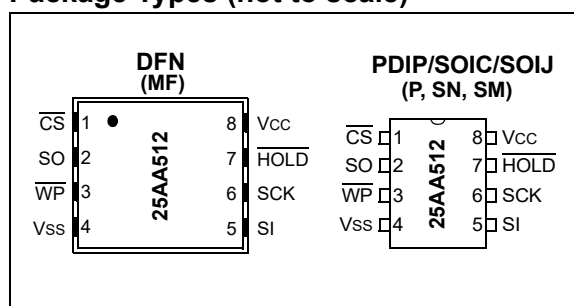 Package Types (not to scale)
DFN
(MF)
CS 1 8 VCC
SO 2 7 HOLD
WP 3 6 SCK
VSS 4 5 SI
25AA512
PDIP/SOIC/SOIJ
(P, SN, SM)
CS 1 8 VCC
SO 2 7 HOLD
WP 3 6 SCK
VSS 4 5 SI
25AA512